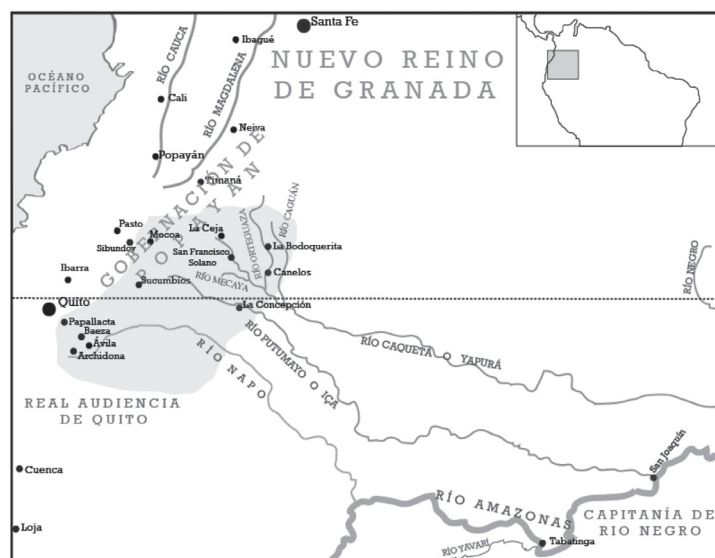 Santa Fe
Ibagué
NUEVO REINO
DE GRANADA
OCÉANO
PACÍFICO
RÍO CAUCA
RÍO MAGDALENA
Cali
Neiva
Popayán
Timaná
GOBERNACIÓN DE
POPAYÁN
Pasto
Mocoa
Sibundoy
La Ceja
RÍO ORTEGUAZA
RÍO CAGUÁN
La Bodoquerita
San Francisco
Solano
Canelos
RÍO NEGRO
Ibarra
Sucumbíos
RÍO MECAYA
Quito
La Concepción
Papallacta
Baeza
Ávila
Archidona
RÍO NAPO
RÍO PUTUMAYO O IÇA
RÍO CAQUETA O YAPURÁ
REAL AUDIENCIA
DE QUITO
Cuenca
San Joaquín
RÍO AMAZONAS
CAPITANÍA DE
RIO NEGRO
Loja
RÍO YAVARÍ
Tabatinga